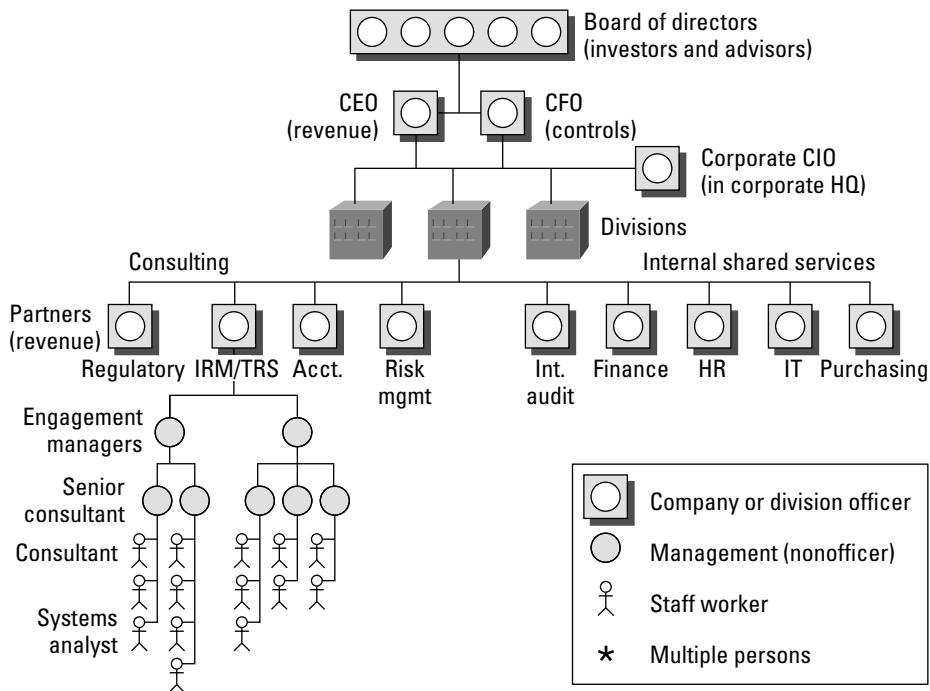 Board of directors
(investors and advisors)
CEO
(revenue)
CFO
(controls)
Corporate CIO
(in corporate HQ)
Divisions
Consulting
Internal shared services
Partners
(revenue)
Regulatory
IRM/TRS
Acct.
Risk
mgmt
Int.
audit
Finance
HR
IT
Purchasing
Engagement
managers
Senior
consultant
Consultant
Systems
analyst
Company or division officer
Management (nonofficer)
Staff worker
* Multiple persons